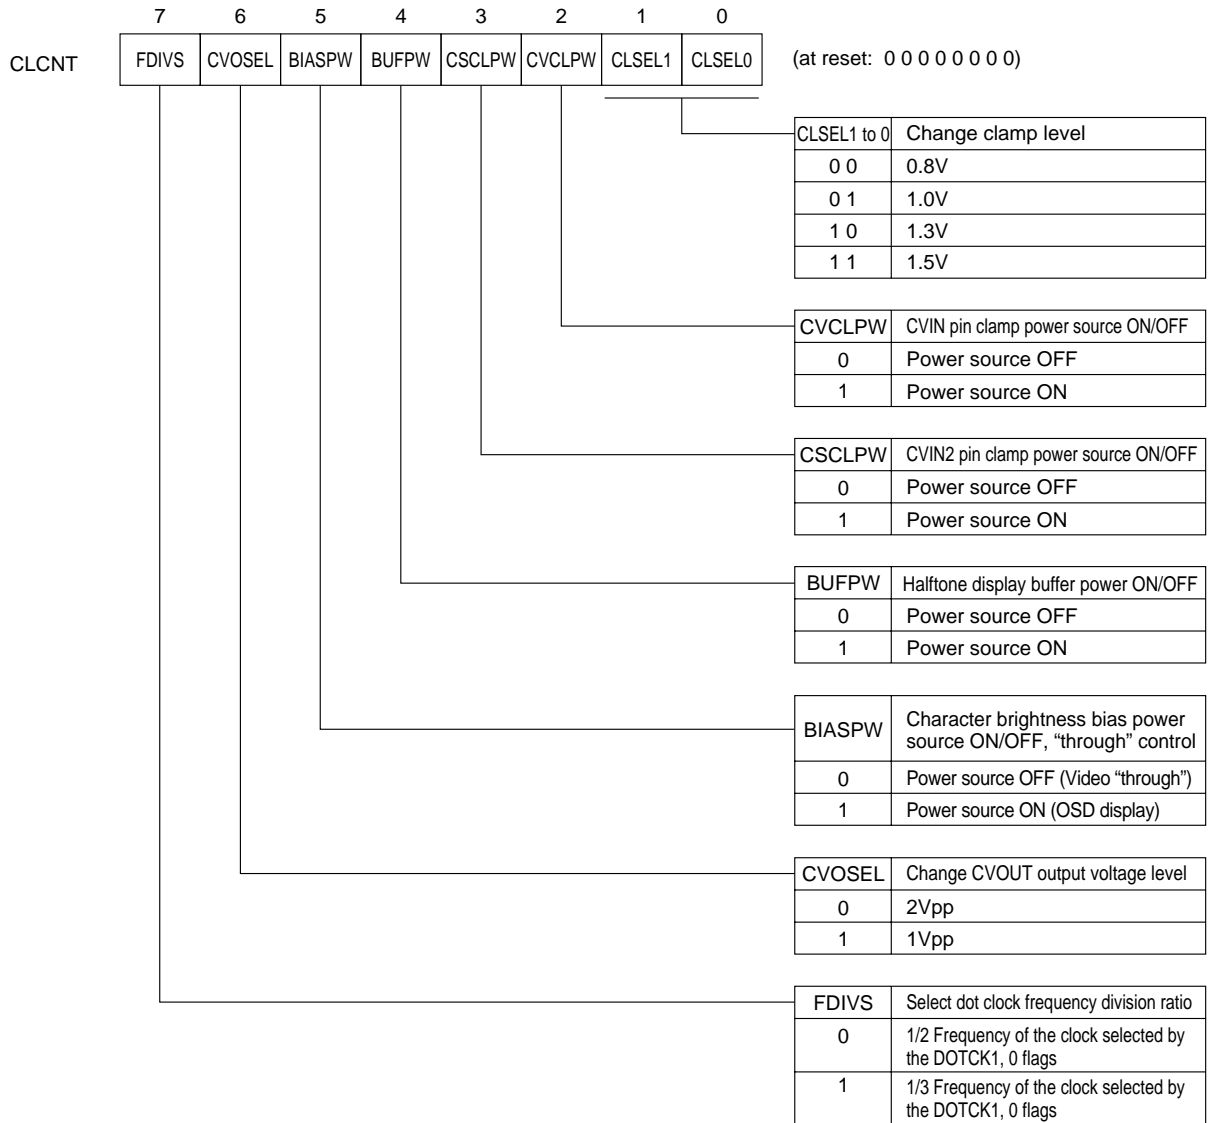 7 6 5 4 3 2 1 0
CLCNT FDIVS CVOSEL BIASPW BUFPW CSCLPW CVCLPW CLSEL1 CLSEL0 (at reset: 0 0 0 0 0 0 0 0)
CLSEL1 to 0 Change clamp level
0 0 0.8V
0 1 1.0V
1 0 1.3V
1 1 1.5V
CVCLPW CVIN pin clamp power source ON/OFF
0 Power source OFF
1 Power source ON
CSCLPW CVIN2 pin clamp power source ON/OFF
0 Power source OFF
1 Power source ON
BUFPW Halftone display buffer power ON/OFF
0 Power source OFF
1 Power source ON
BIASPW Character brightness bias power
source ON/OFF, “through” control
0 Power source OFF (Video “through”)
1 Power source ON (OSD display)
CVOSEL Change CVOUT output voltage level
0 2Vpp
1 1Vpp
FDIVS Select dot clock frequency division ratio
0 1/2 Frequency of the clock selected by
the DOTCK1, 0 flags
1 1/3 Frequency of the clock selected by
the DOTCK1, 0 flags